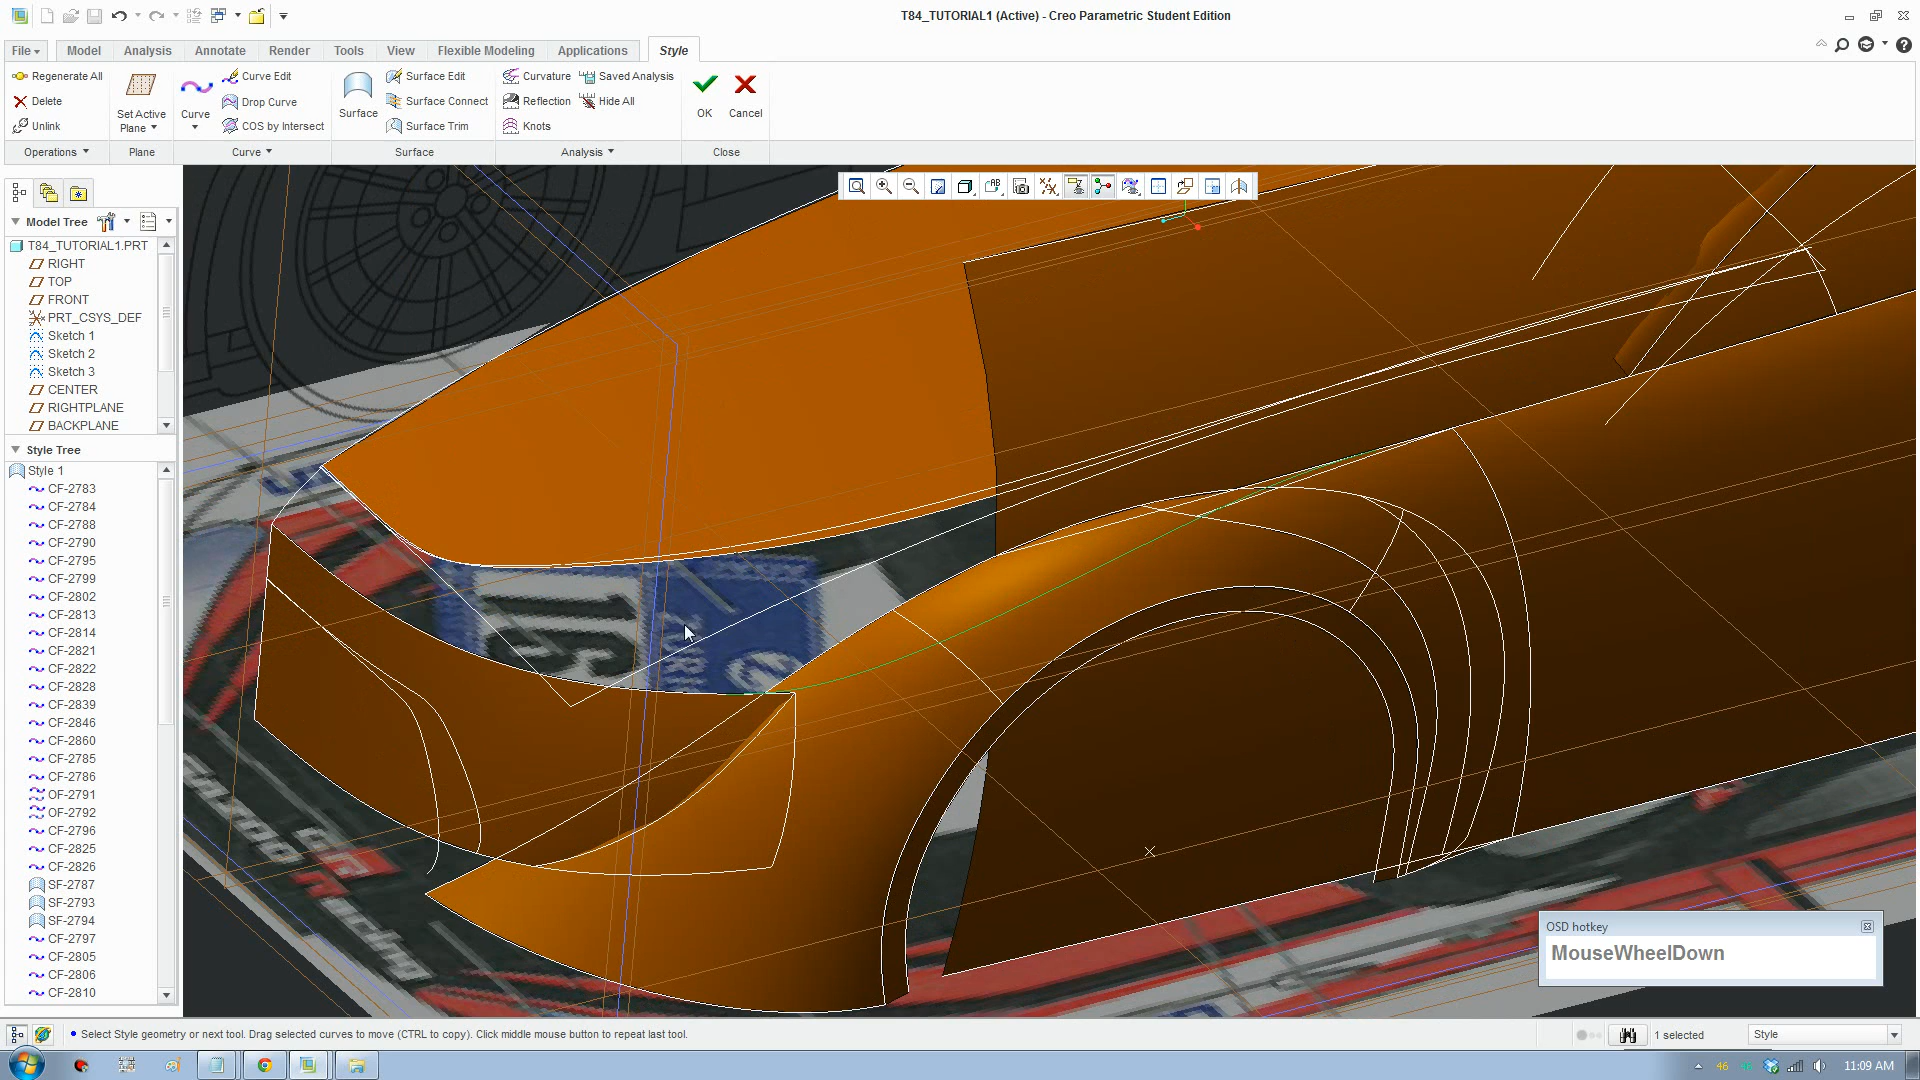 T84_TUTORIAL1 (Active) - Creo Parametric Student Edition
File
Model
Analysis
Annotate
Render
Tools
View
Flexible Modeling
Applications
Style
Regenerate All
Delete
Unlink
Set Active
Plane
Curve
Curve Edit
Drop Curve
COS by Intersect
Surface
Surface Edit
Surface Connect
Surface Trim
Curvature
Reflection
Knots
Saved Analysis
Hide All
OK
Cancel
Operations
Plane
Curve
Surface
Analysis
Close
Model Tree
T84_TUTORIAL1.PRT
RIGHT
TOP
FRONT
PRT_CSYS_DEF
Sketch 1
Sketch 2
Sketch 3
CENTER
RIGHTPLANE
BACKPLANE
Style Tree
Style 1
CF-2783
CF-2784
CF-2788
CF-2790
CF-2795
CF-2799
CF-2802
CF-2813
CF-2814
CF-2821
CF-2822
CF-2828
CF-2839
CF-2846
CF-2860
CF-2785
CF-2786
OF-2791
OF-2792
CF-2796
CF-2825
CF-2826
SF-2787
SF-2793
SF-2794
CF-2797
CF-2805
CF-2806
CF-2810
OSD hotkey
MouseWheelDown
Select Style geometry or next tool. Drag selected curves to move (CTRL to copy). Click middle mouse button to repeat last tool.
1 selected
Style
46
11:09 AM